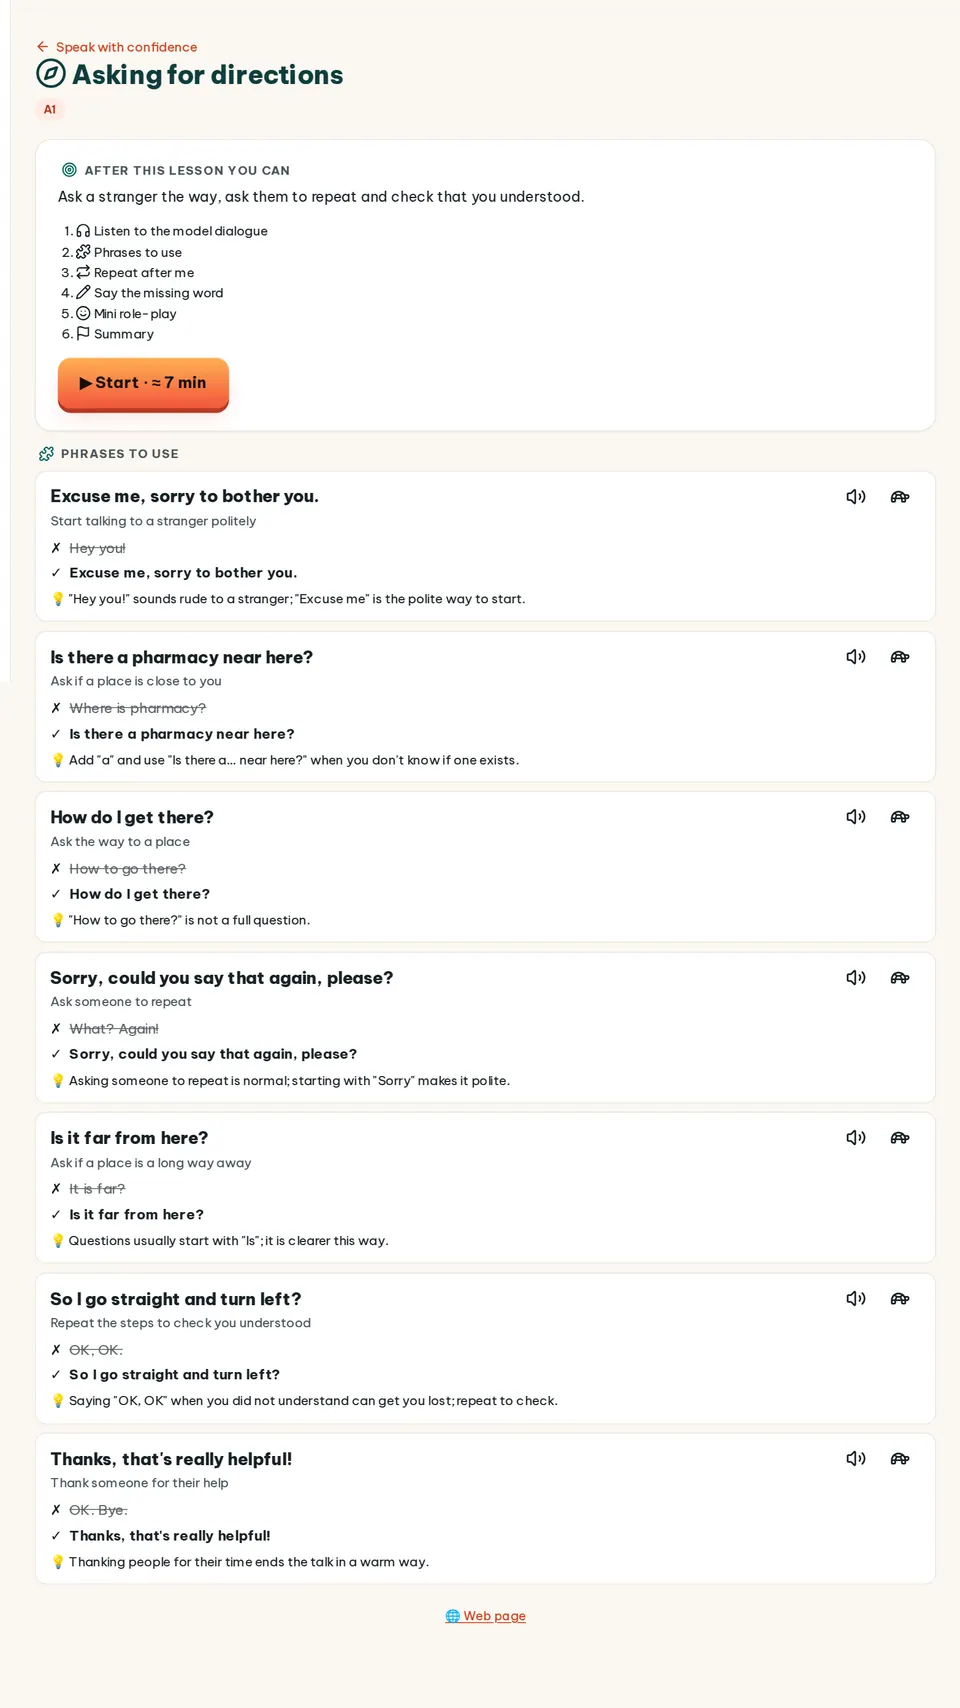 ← Speak with confidence
Asking for directions
A1
AFTER THIS LESSON YOU CAN
Ask a stranger the way, ask them to repeat and check that you understood.
1. Listen to the model dialogue
2. Phrases to use
3. Repeat after me
4. Say the missing word
5. Mini role-play
6. Summary
▶ Start · ≈ 7 min
PHRASES TO USE
Excuse me, sorry to bother you.
Start talking to a stranger politely
✗ Hey you!
✓ Excuse me, sorry to bother you.
💡 "Hey you!" sounds rude to a stranger; "Excuse me" is the polite way to start.
Is there a pharmacy near here?
Ask if a place is close to you
✗ Where is pharmacy?
✓ Is there a pharmacy near here?
💡 Add "a" and use "Is there a... near here?" when you don't know if one exists.
How do I get there?
Ask the way to a place
✗ How to go there?
✓ How do I get there?
💡 "How to go there?" is not a full question.
Sorry, could you say that again, please?
Ask someone to repeat
✗ What? Again!
✓ Sorry, could you say that again, please?
💡 Asking someone to repeat is normal; starting with "Sorry" makes it polite.
Is it far from here?
Ask if a place is a long way away
✗ It is far?
✓ Is it far from here?
💡 Questions usually start with "Is"; it is clearer this way.
So I go straight and turn left?
Repeat the steps to check you understood
✗ OK, OK.
✓ So I go straight and turn left?
💡 Saying "OK, OK" when you did not understand can get you lost; repeat to check.
Thanks, that's really helpful!
Thank someone for their help
✗ OK. Bye.
✓ Thanks, that's really helpful!
💡 Thanking people for their time ends the talk in a warm way.
🌐 Web page